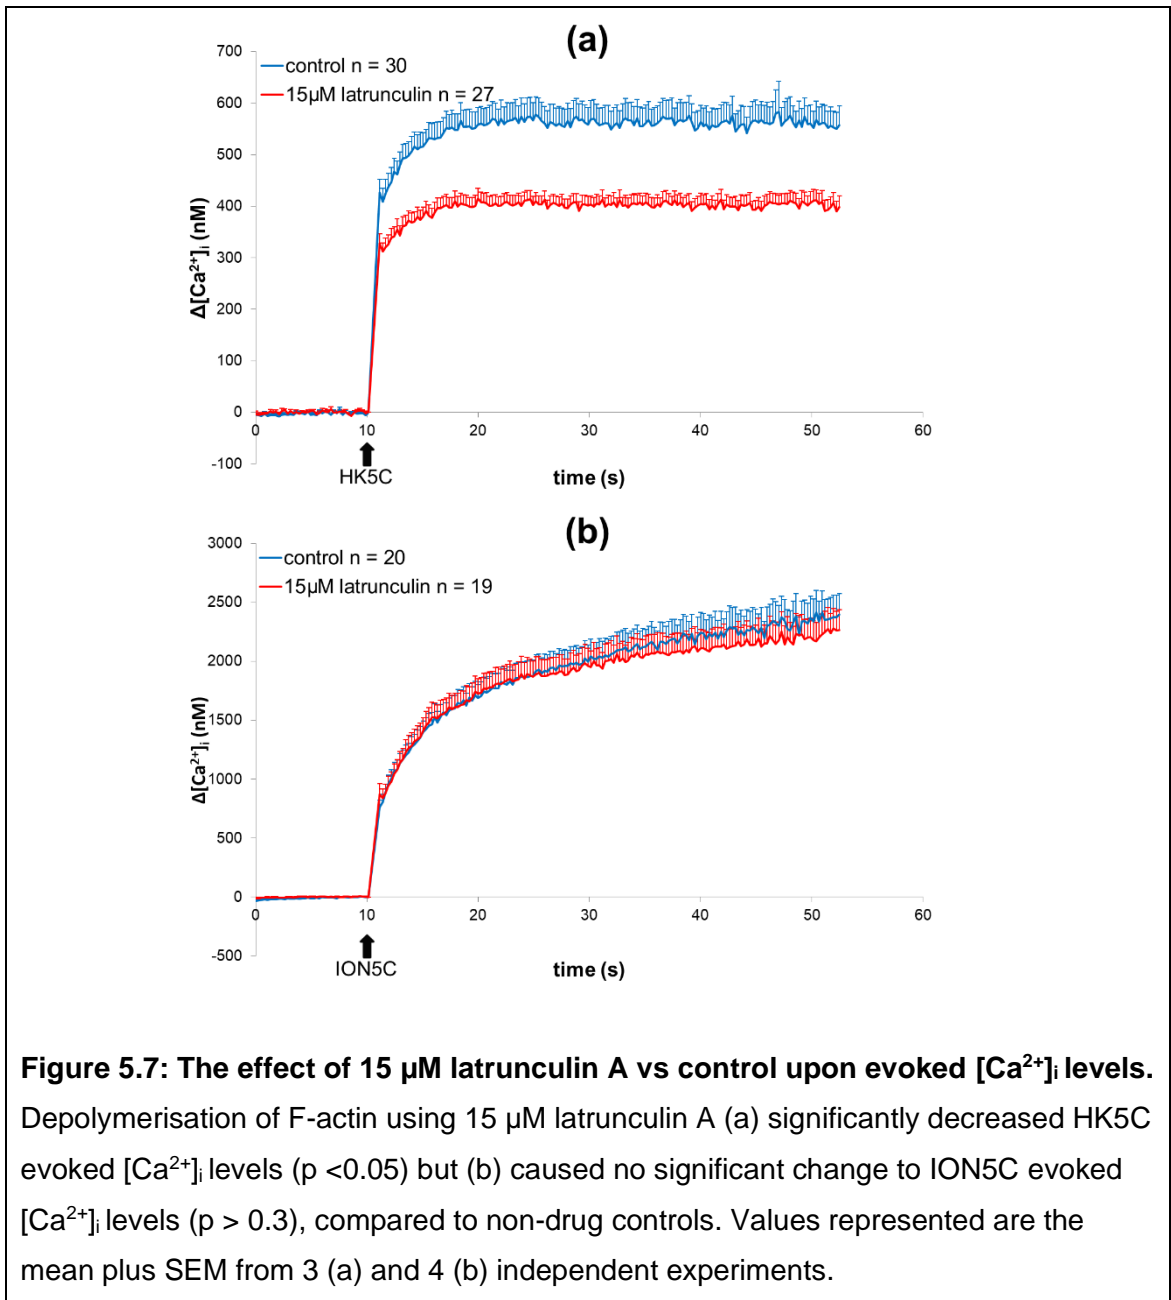 (a)
control n = 30
15µM latrunculin n = 27
700
600
500
400
300
200
100
0
-100
Δ[Ca²⁺]ᵢ (nM)
0 10 20 30 40 50 60
HK5C
time (s)
(b)
control n = 20
15µM latrunculin n = 19
3000
2500
2000
1500
1000
500
0
-500
Δ[Ca²⁺]ᵢ (nM)
0 10 20 30 40 50 60
ION5C
time (s)
Figure 5.7: The effect of 15 µM latrunculin A vs control upon evoked [Ca²⁺]ᵢ levels.
Depolymerisation of F-actin using 15 µM latrunculin A (a) significantly decreased HK5C
evoked [Ca²⁺]ᵢ levels (p <0.05) but (b) caused no significant change to ION5C evoked
[Ca²⁺]ᵢ levels (p > 0.3), compared to non-drug controls. Values represented are the
mean plus SEM from 3 (a) and 4 (b) independent experiments.